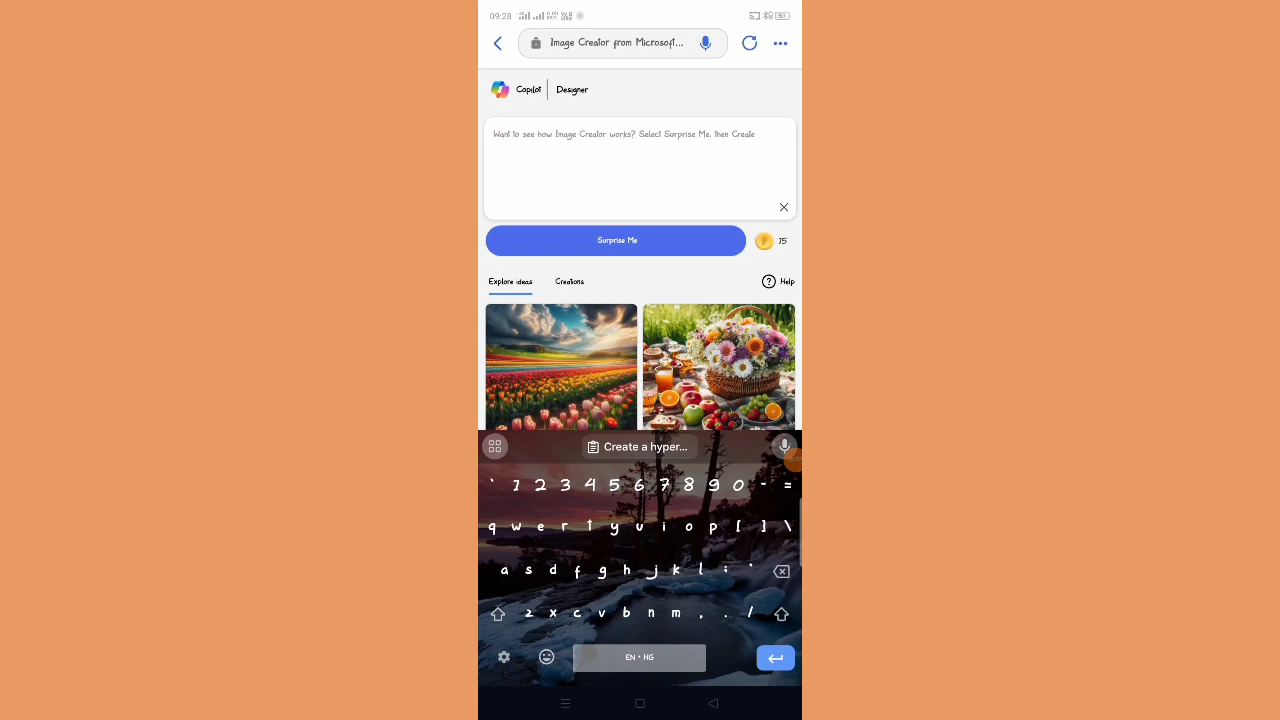 09:28
53
Image Creator from Microsoft...
Copilot | Designer
Want to see how Image Creator works? Select Surprise Me, then Create
Surprise Me
15
Explore ideas Creations Help
Create a hyper...
` 1 2 3 4 5 6 7 8 9 0 - =
q w e r t y u i o p [ ] \
a s d f g h j k l ; '
z x c v b n m , . /
EN • HG